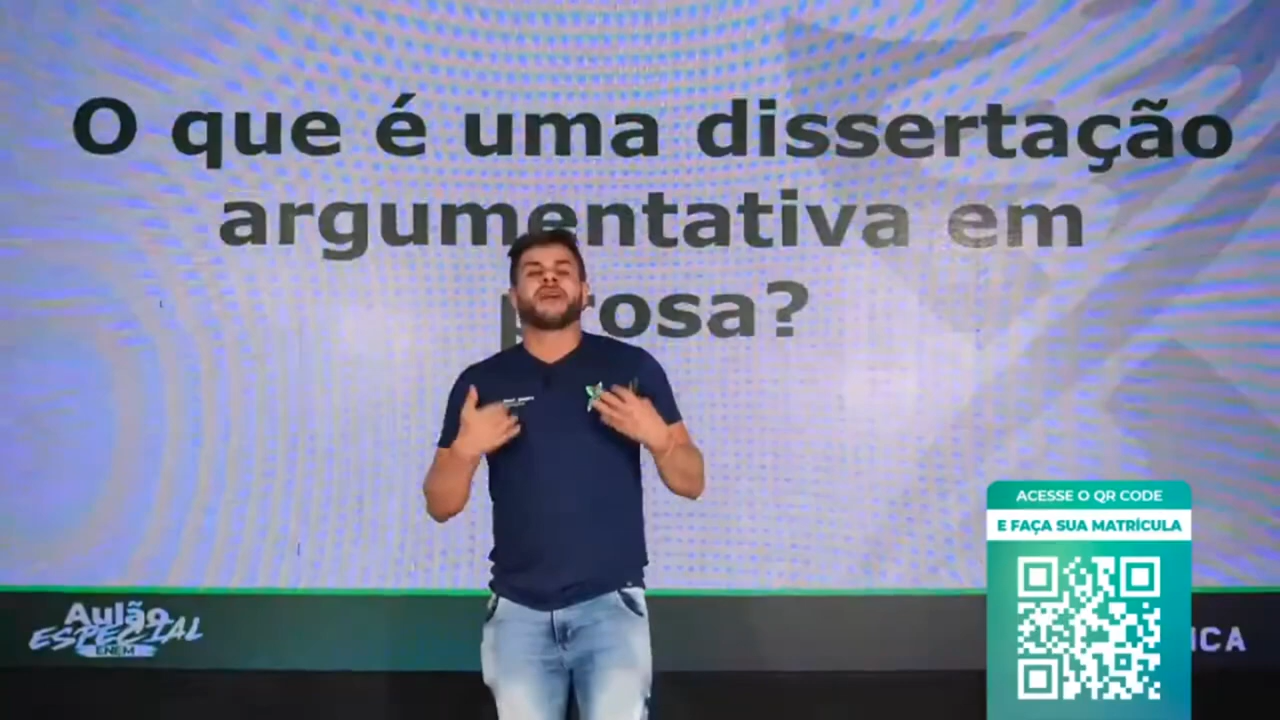 O que é uma dissertação
argumentativa em
prosa?
ACESSE O QR CODE
E FAÇA SUA MATRÍCULA
Aulão
ESPECIAL
ENEM